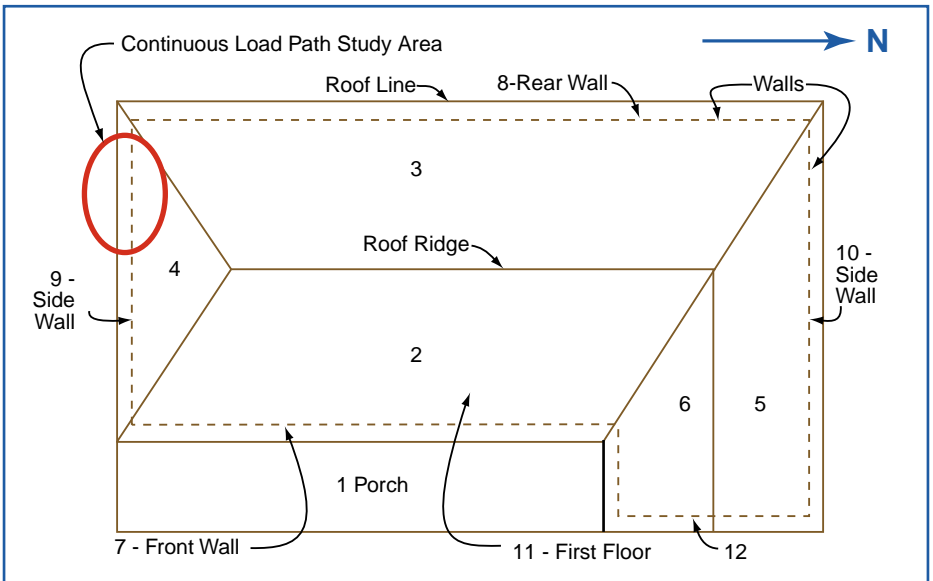 Continuous Load Path Study Area
N
Roof Line
8-Rear Wall
Walls
3
Roof Ridge
4
10 -
Side
Wall
9 -
Side
Wall
2
6
5
1 Porch
7 - Front Wall
11 - First Floor
12